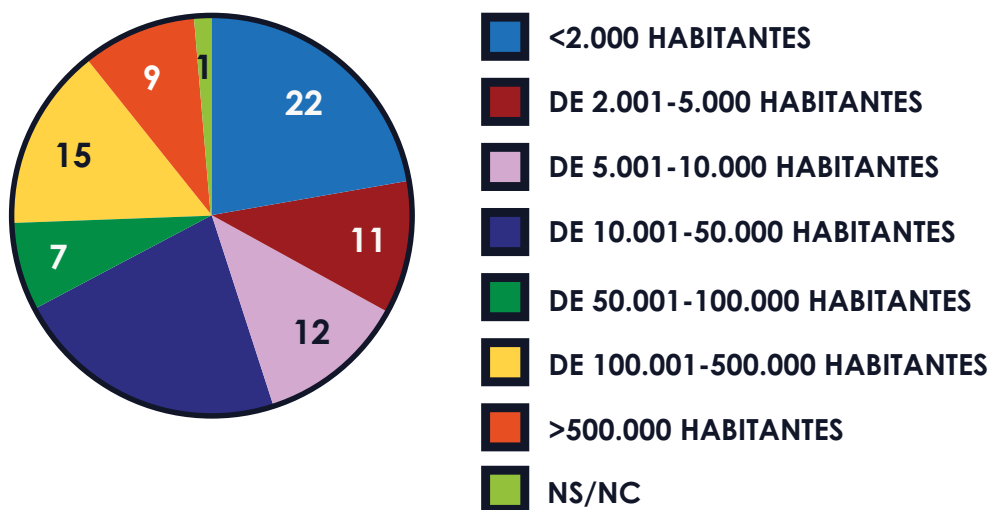 22
11
12
7
15
9
1
<2.000 HABITANTES
DE 2.001-5.000 HABITANTES
DE 5.001-10.000 HABITANTES
DE 10.001-50.000 HABITANTES
DE 50.001-100.000 HABITANTES
DE 100.001-500.000 HABITANTES
>500.000 HABITANTES
NS/NC